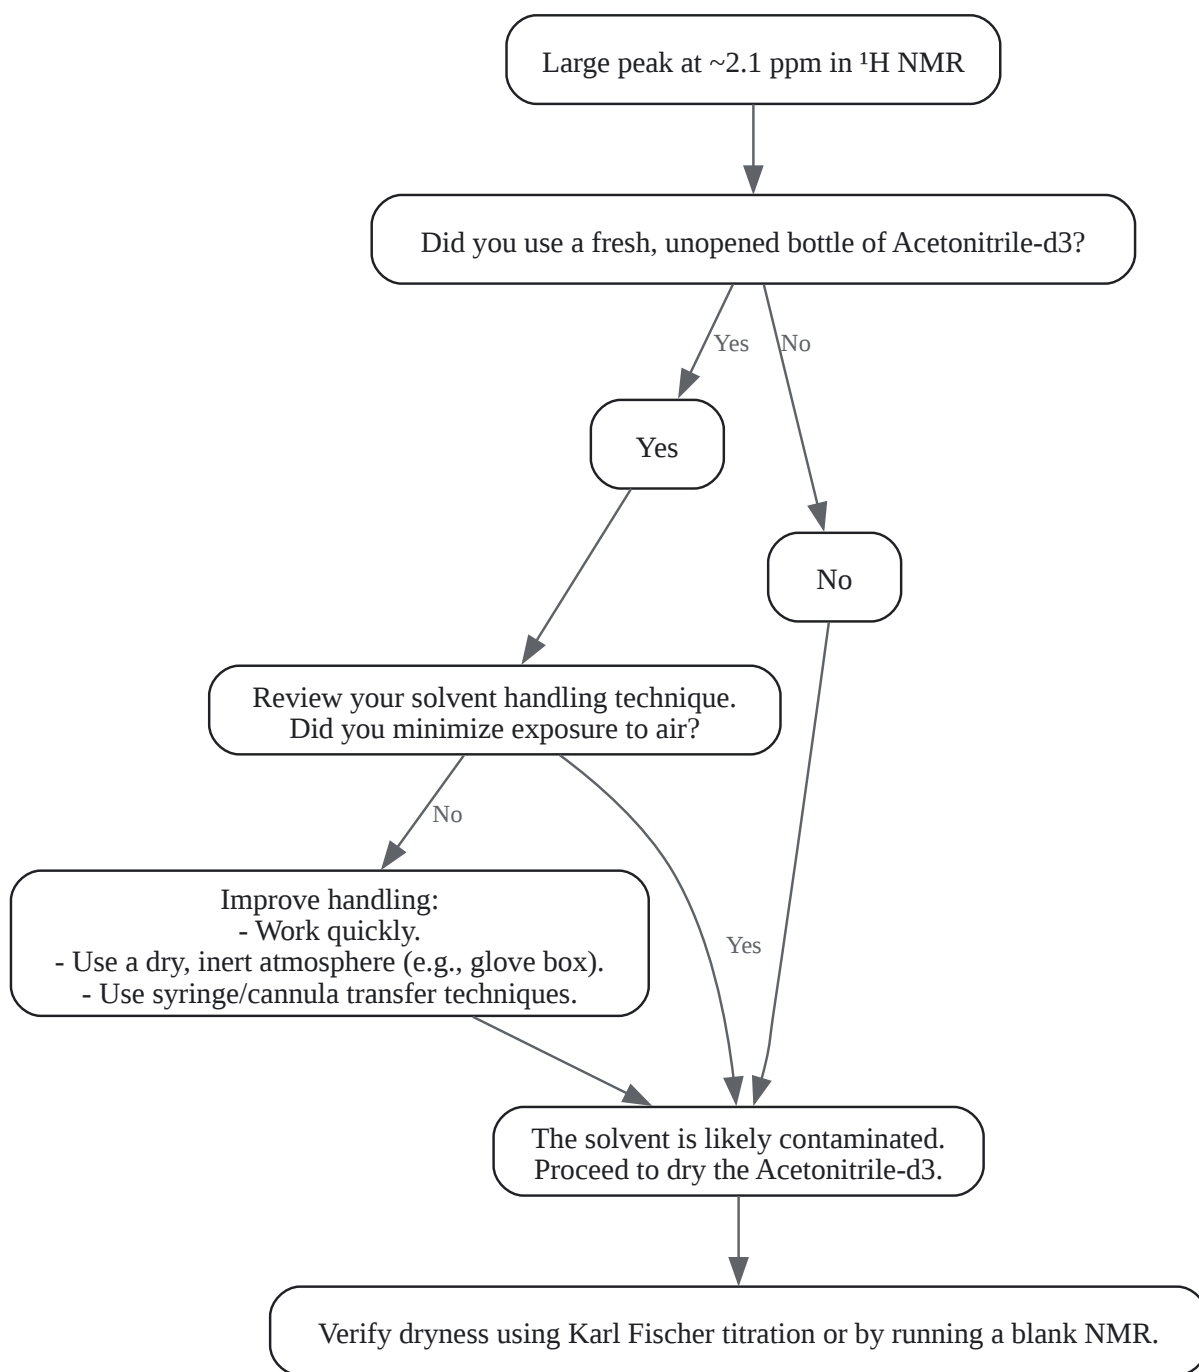 Large peak at ~2.1 ppm in ¹H NMR
Did you use a fresh, unopened bottle of Acetonitrile-d3?
Yes
No
Yes
No
Review your solvent handling technique.
Did you minimize exposure to air?
No
Improve handling:
- Work quickly.
- Use a dry, inert atmosphere (e.g., glove box).
- Use syringe/cannula transfer techniques.
Yes
The solvent is likely contaminated.
Proceed to dry the Acetonitrile-d3.
Verify dryness using Karl Fischer titration or by running a blank NMR.